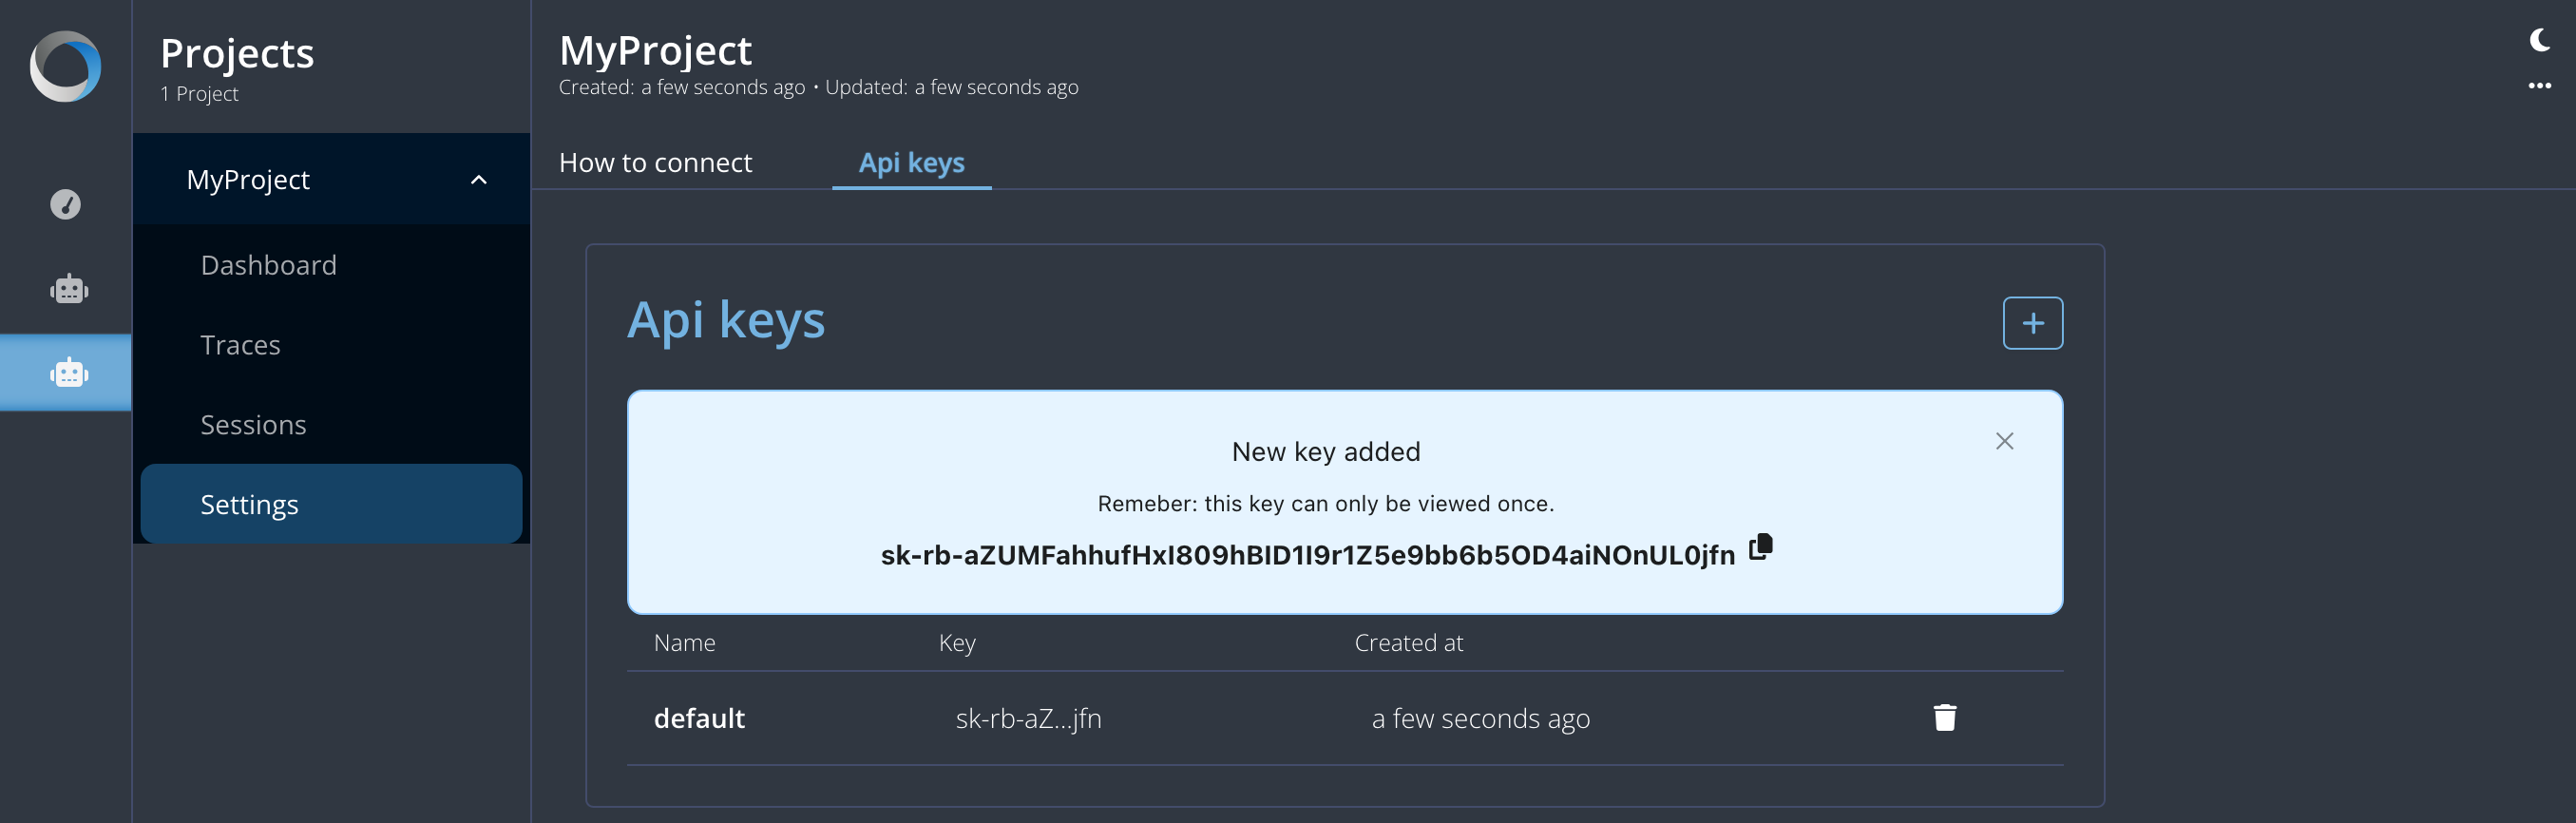 Projects
1 Project
MyProject
Dashboard
Traces
Sessions
Settings
MyProject
Created: a few seconds ago • Updated: a few seconds ago
How to connect
Api keys
Api keys
New key added
Remeber: this key can only be viewed once.
sk-rb-aZUMFahhufHxI809hBID1I9r1Z5e9bb6b5OD4aiNOnUL0jfn
Name Key Created at
default sk-rb-aZ...jfn a few seconds ago